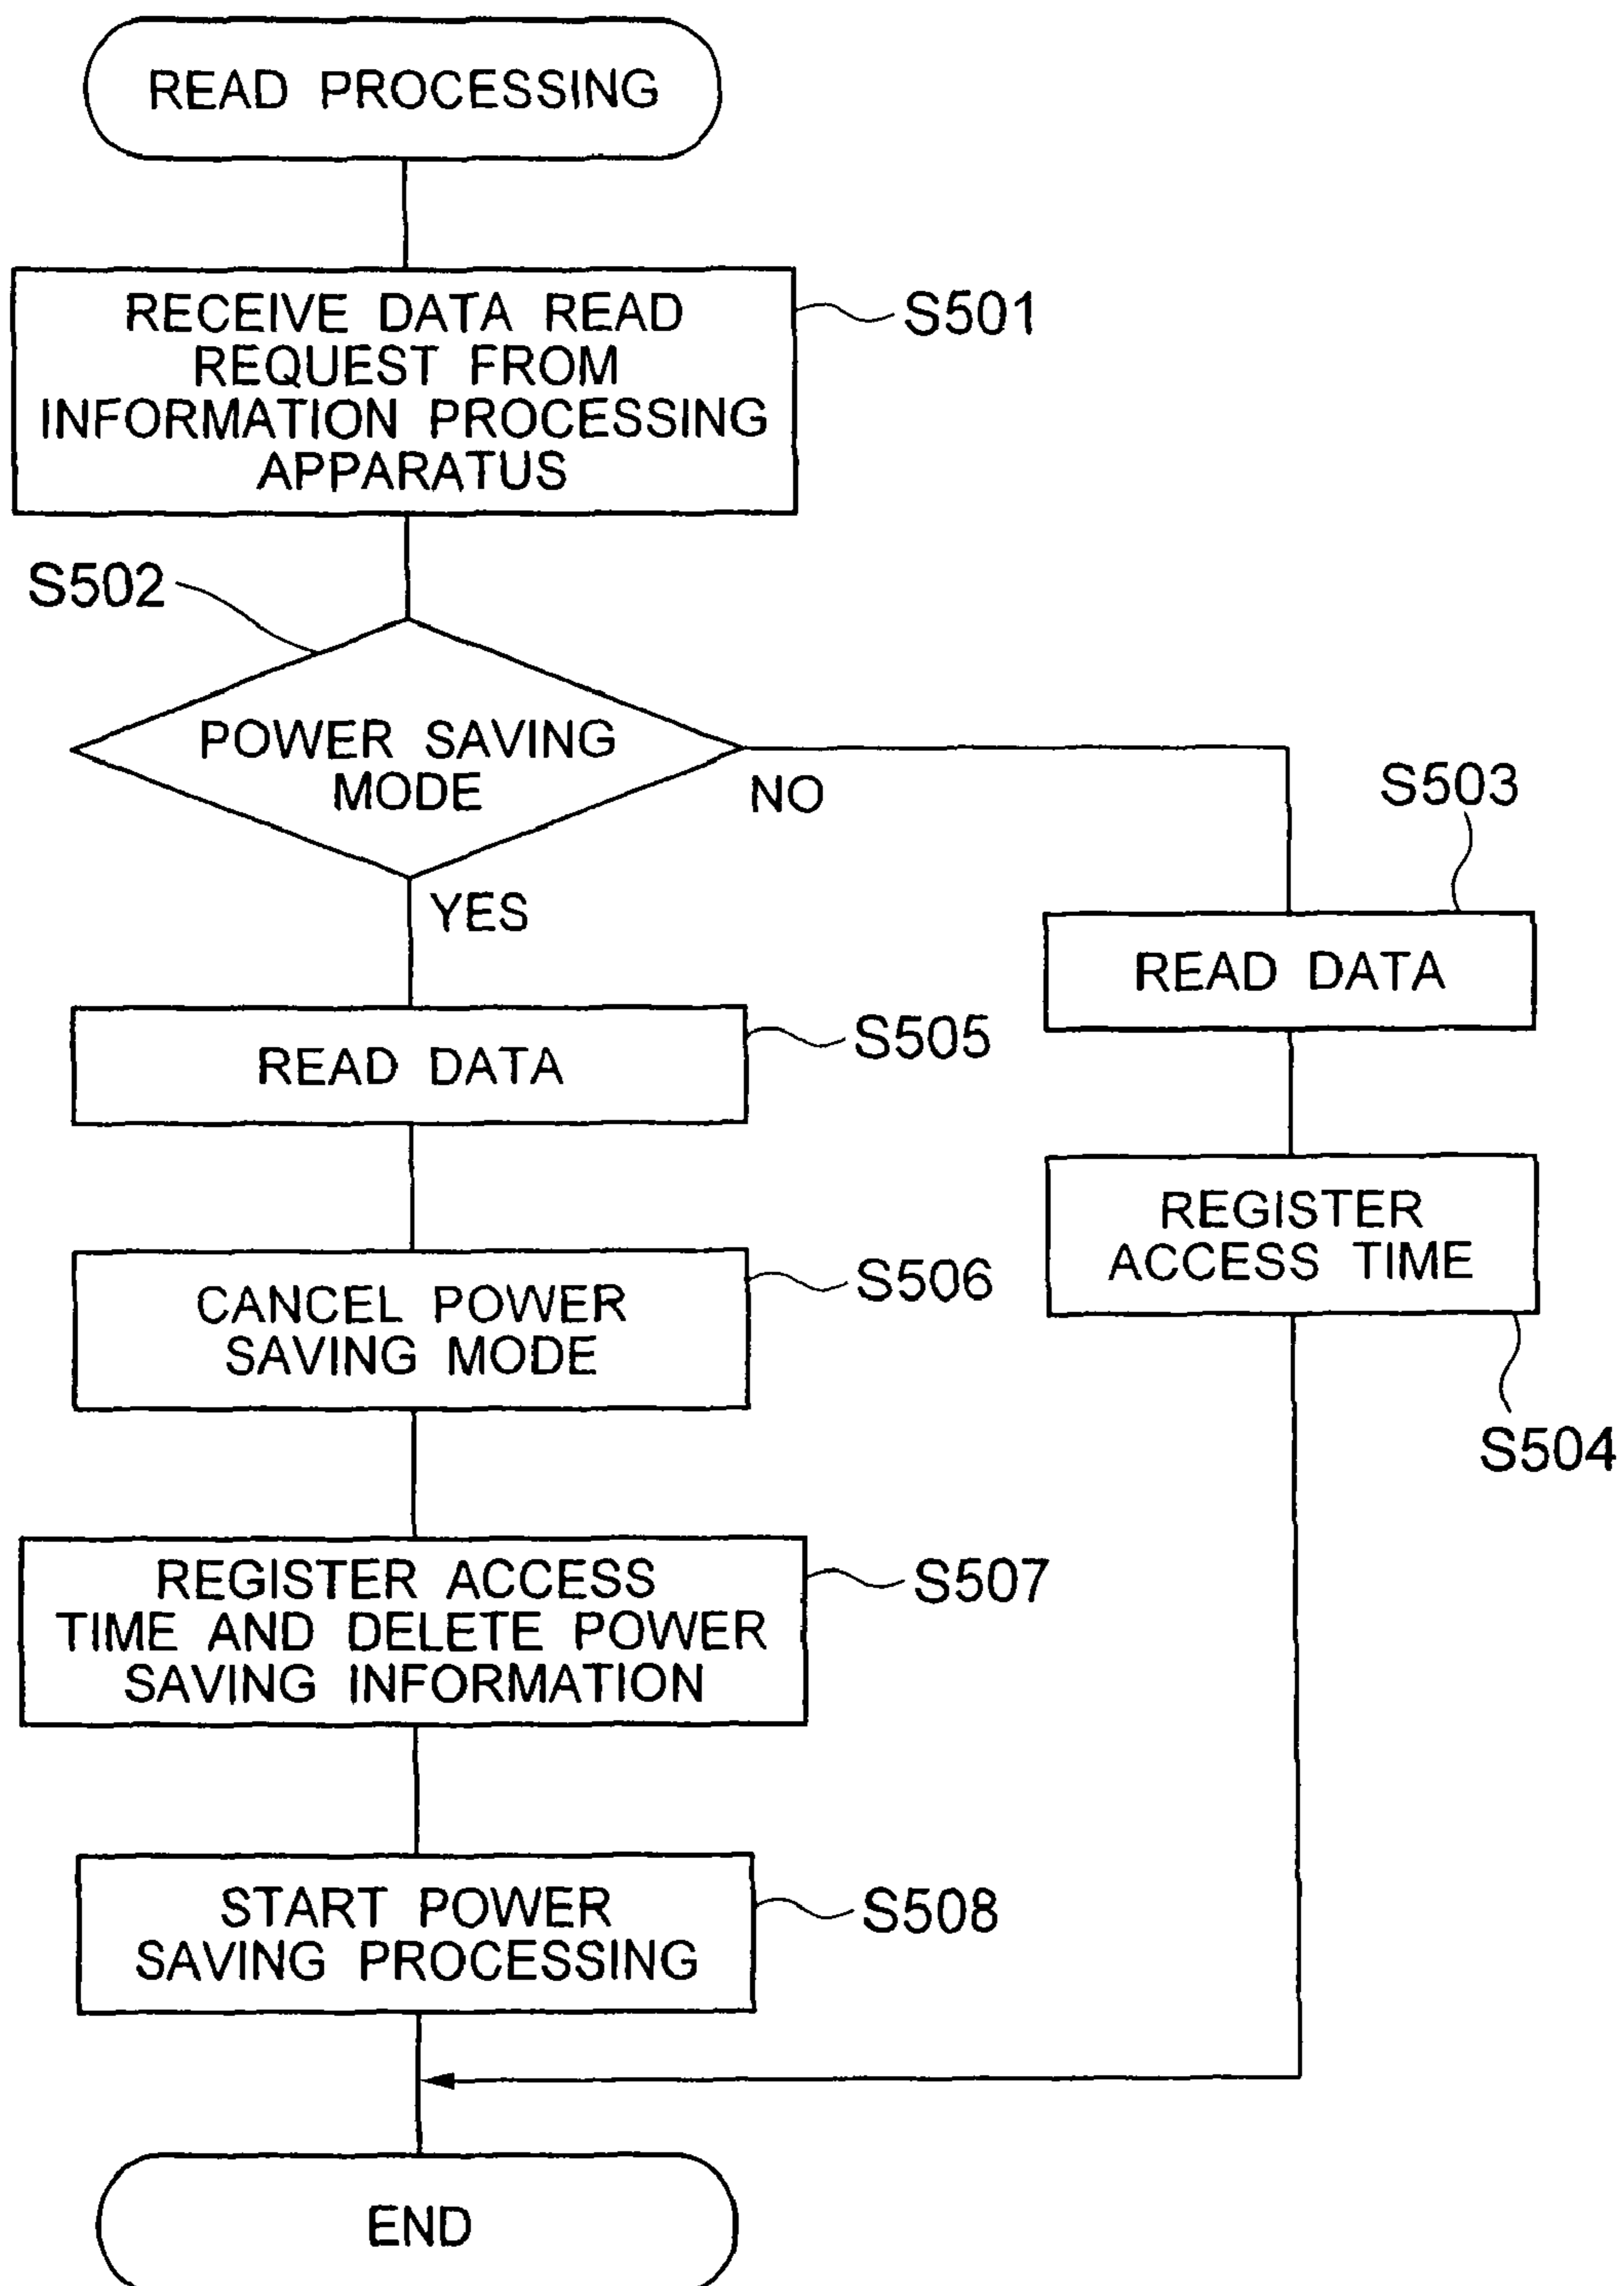 READ PROCESSING
RECEIVE DATA READ
REQUEST FROM
INFORMATION PROCESSING
APPARATUS
S501
S502
POWER SAVING
MODE
NO
YES
S503
READ DATA
REGISTER
ACCESS TIME
S504
READ DATA
S505
CANCEL POWER
SAVING MODE
S506
REGISTER ACCESS
TIME AND DELETE POWER
SAVING INFORMATION
S507
START POWER
SAVING PROCESSING
S508
END